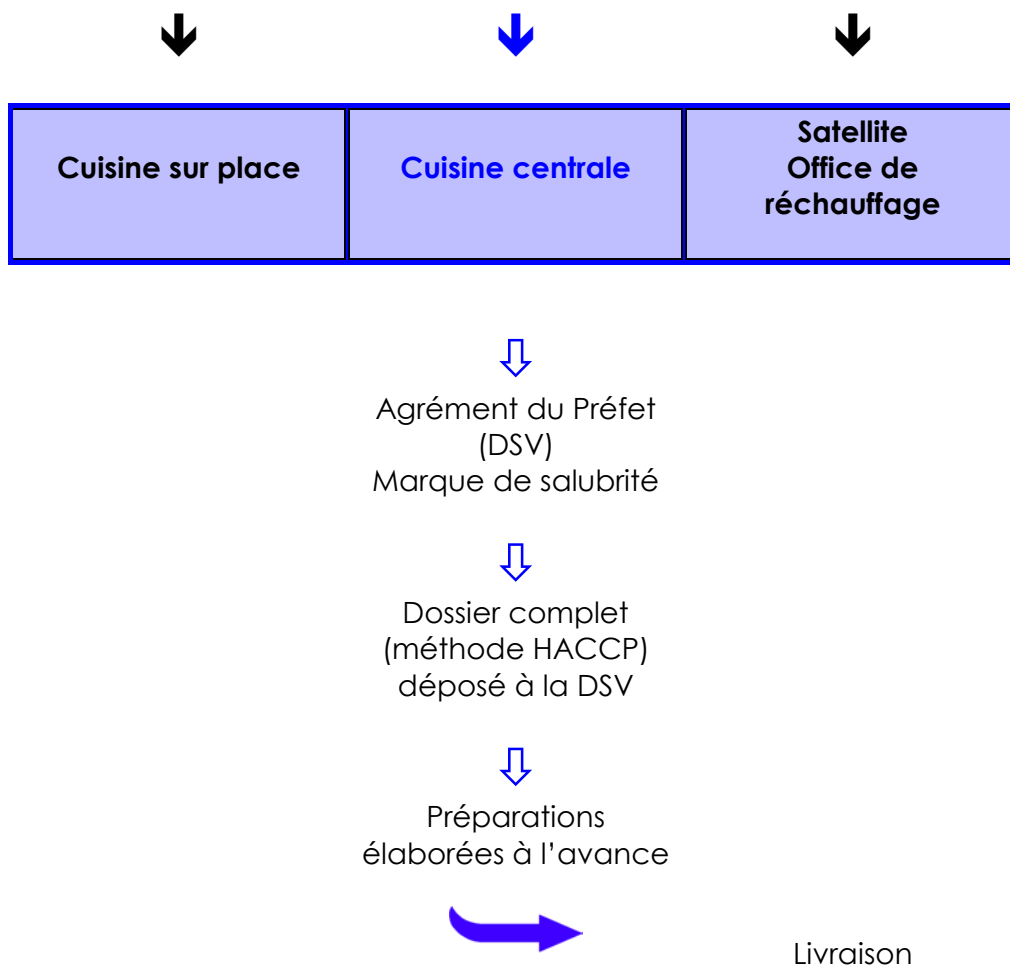 Cuisine sur place
Cuisine centrale
Satellite
Office de
réchauffage
Agrément du Préfet
(DSV)
Marque de salubrité
Dossier complet
(méthode HACCP)
déposé à la DSV
Préparations
élaborées à l’avance
Livraison